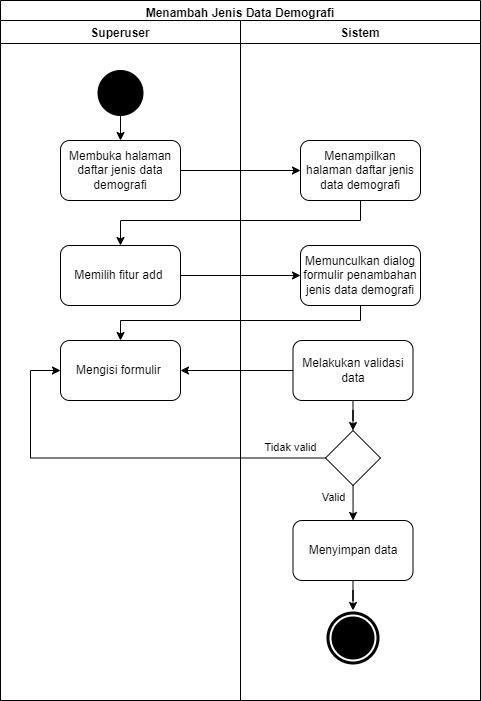 Menambah Jenis Data Demografi
Superuser
Sistem
Membuka halaman
daftar jenis data
demografi
Menampilkan
halaman daftar jenis
data demografi
Memilih fitur add
Memunculkan dialog
formulir penambahan
jenis data demografi
Mengisi formulir
Melakukan validasi
data
Tidak valid
Valid
Menyimpan data